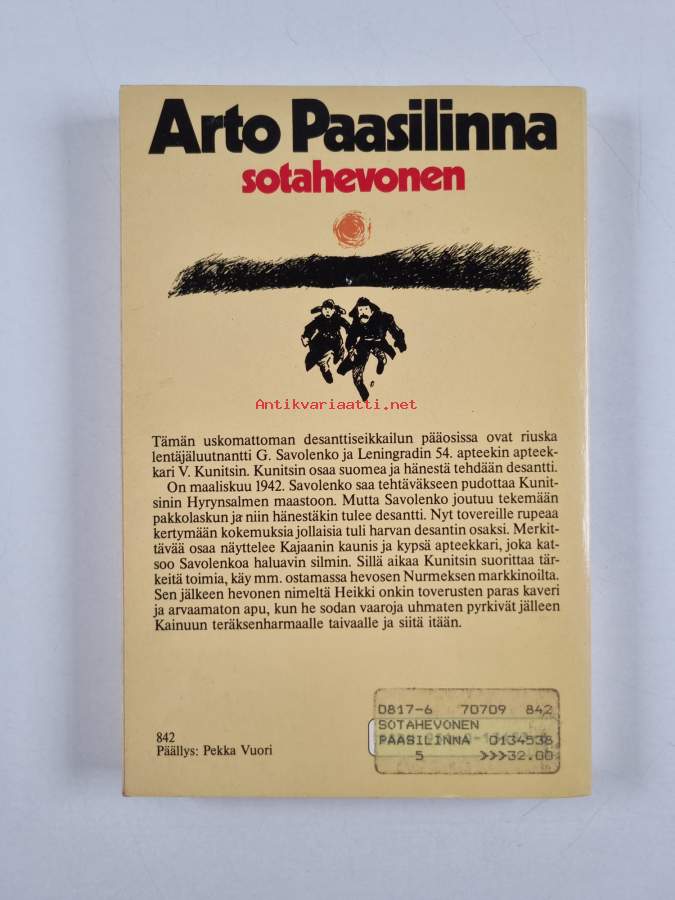 Arto Paasilinna
sotahevonen
Antikvariaatti.net
Tämän uskomattoman desanttiseikkailun pääosissa ovat riuska
lentäjäluutnantti G. Savolenko ja Leningradin 54. apteekin apteek-
kari V. Kunitsin. Kunitsin osaa suomea ja hänestä tehdään desantti.
On maaliskuu 1942. Savolenko saa tehtäväkseen pudottaa Kunit-
sinin Hyrynsalmen maastoon. Mutta Savolenko joutuu tekemään
pakkolaskun ja niin hänestäkin tulee desantti. Nyt tovereille rupeaa
kertymään kokemuksia jollaisia tuli harvan desantin osaksi. Merkit-
tävää osaa näyttelee Kajaanin kaunis ja kypsä apteekkari, joka kat-
soo Savolenkoa haluavin silmin. Sillä aikaa Kunitsin suorittaa tär-
keitä toimia, käy mm. ostamassa hevosen Nurmeksen markkinoilta.
Sen jälkeen hevonen nimeltä Heikki onkin toverusten paras kaveri
ja arvaamaton apu, kun he sodan vaaroja uhmaten pyrkivät jälleen
Kainuun teräksenharmaalle taivaalle ja siitä itään.
842
Päällys: Pekka Vuori
0817-6 70709 842
SOTAHEVONEN
PAASILINNA 0134538
5 >>>32.00